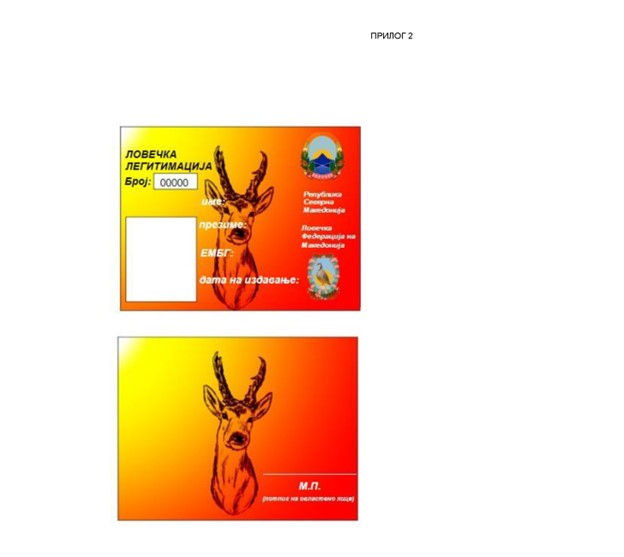 ПРИЛОГ 2
ЛОВЕЧКА
ЛЕГИТИМАЦИЈА
Број: 00000
име:
презиме:
ЕМБГ:
дата на издавање:
Република
Северна
Македонија
Ловечка
Федерација на
Македонија
М.П.
(потпис на овластено лице)